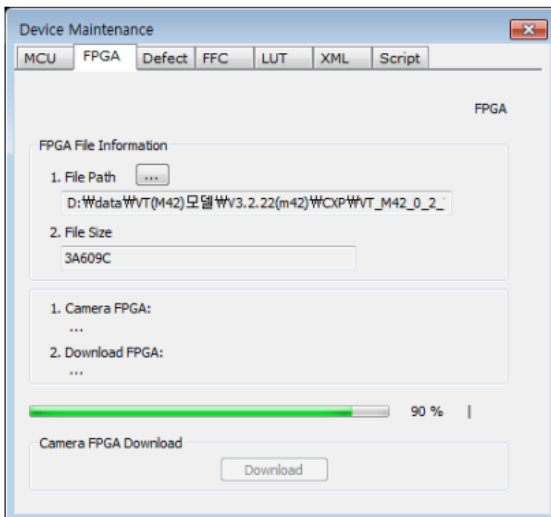 Device Maintenance
MCU FPGA Defect FFC LUT XML Script
FPGA
FPGA File Information
1. File Path ...
D:₩data₩VT(M42)모델₩V3.2.22(m42)₩CXP₩VT_M42_0_2_
2. File Size
3A609C
1. Camera FPGA:
...
2. Download FPGA:
...
90 % |
Camera FPGA Download
Download